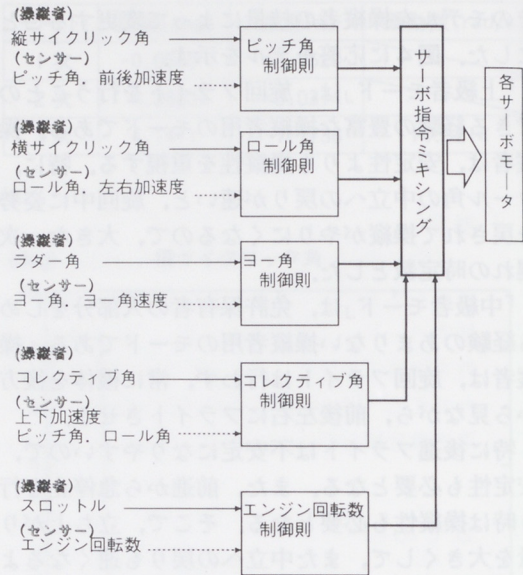 (操縦者)
縦サイクリック角
(センサー)
ピッチ角．前後加速度
ピッチ角
制御則
(操縦者)
横サイクリック角
(センサー)
ロール角．左右加速度
ロール角
制御則
(操縦者)
ラダー角
(センサー)
ヨー角．ヨー角速度
ヨー角
制御則
(操縦者)
コレクティブ角
(センサー)
上下加速度
ピッチ角．ロール角
コレクティブ角
制御則
(操縦者)
スロットル
(センサー)
エンジン回転数
エンジン回転数
制御則
サーボ指令ミキシング
各サーボモータ